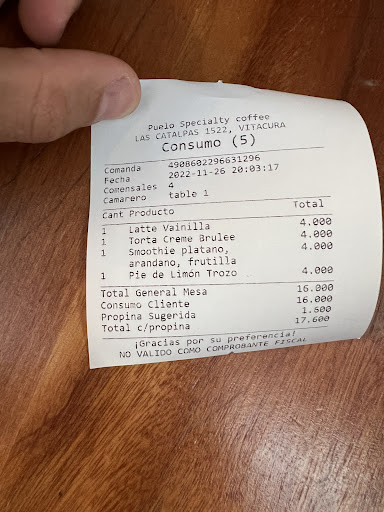 Puelo Specialty coffee
LAS CATALPAS 1522, VITACURA
Consumo (5)
Comanda 4908602296631296
Fecha 2022-11-26 20:03:17
Comensales 4
Camarero table 1
Cant Producto Total
1 Latte Vainilla 4.000
1 Torta Creme Brulee 4.000
1 Smoothie platano, 4.000
arandano, frutilla
1 Pie de Limón Trozo 4.000
Total General Mesa 16.000
Consumo Cliente 16.000
Propina Sugerida 1.600
Total c/propina 17.600
¡Gracias por su preferencia!
NO VALIDO COMO COMPROBANTE FISCAL